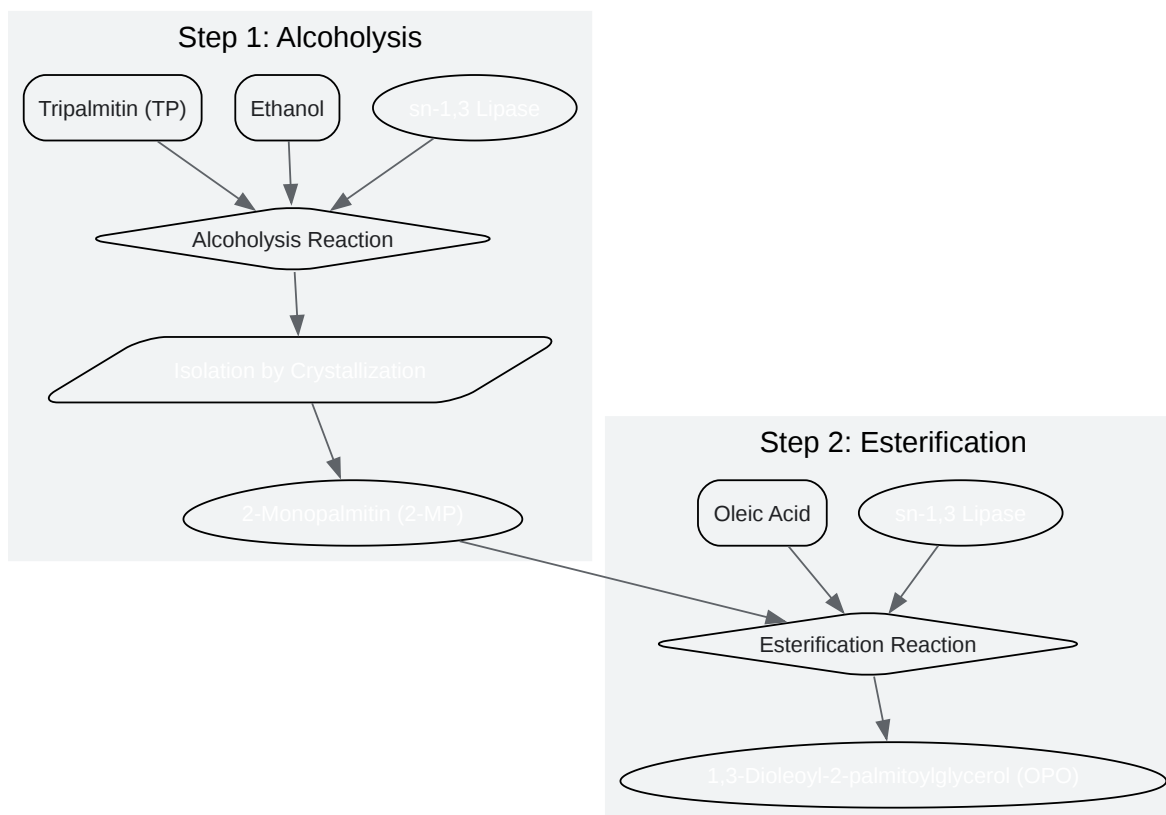 Step 1: Alcoholysis
Tripalmitin (TP)
Ethanol
sn-1,3 Lipase
Alcoholysis Reaction
Isolation by Crystallization
2-Monopalmitin (2-MP)
Step 2: Esterification
Oleic Acid
sn-1,3 Lipase
Esterification Reaction
1,3-Dioleoyl-2-palmitoylglycerol (OPO)